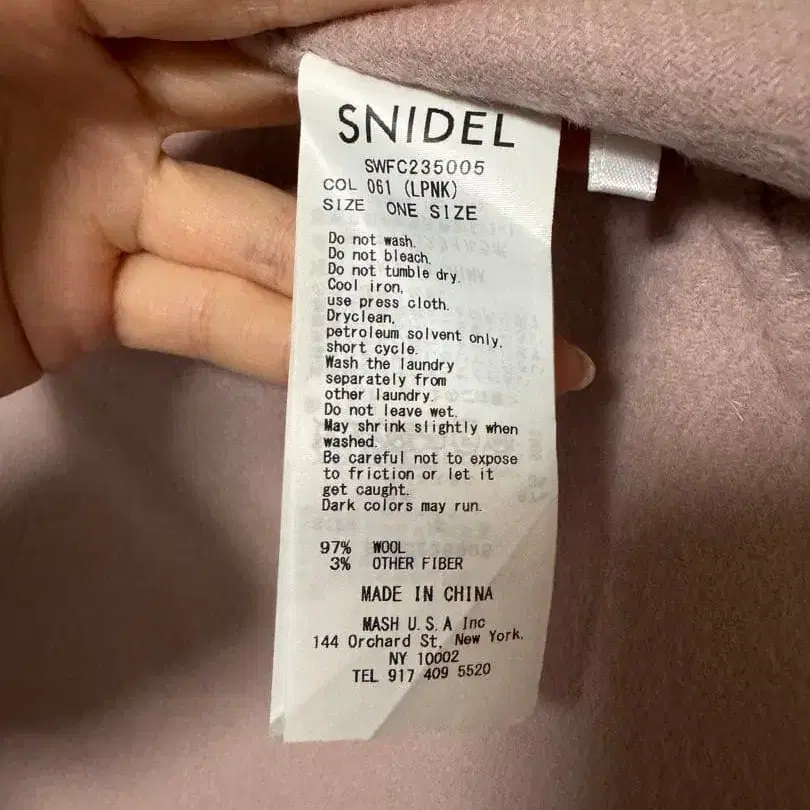 SNIDEL
SWFC235005
COL 061 (LPNK)
SIZE ONE SIZE
Do not wash.
Do not bleach.
Do not tumble dry.
Cool iron,
use press cloth.
Dryclean,
petroleum solvent only,
short cycle.
Wash the laundry
separately from
other laundry.
Do not leave wet.
May shrink slightly when
washed.
Be careful not to expose
to friction or let it
get caught.
Dark colors may run.
97% WOOL
3% OTHER FIBER
MADE IN CHINA
MASH U.S.A Inc
144 Orchard St, New York.
NY 10002
TEL 917 409 5520